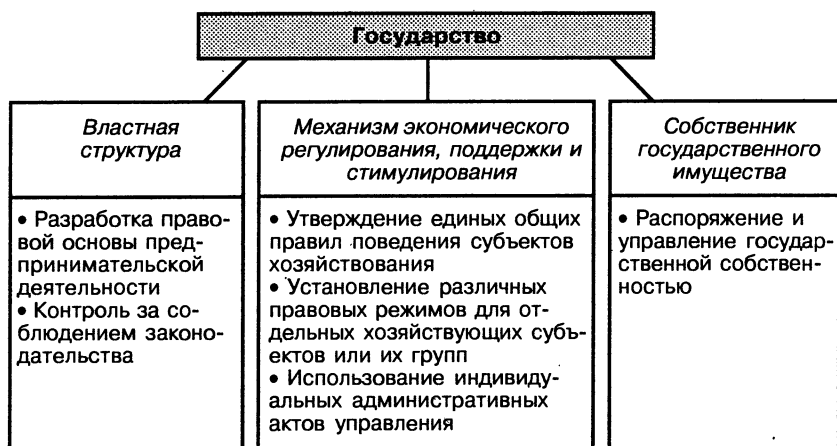 Государство
Властная
структура
• Разработка право-
вой основы пред-
принимательской
деятельности
• Контроль за со-
блюдением законо-
дательства
Механизм экономического
регулирования, поддержки и
стимулирования
• Утверждение единых общих
правил поведения субъектов
хозяйствования
• Установление различных
правовых режимов для от-
дельных хозяйствующих субъ-
ектов или их групп
• Использование индивиду-
альных административных
актов управления
Собственник
государственного
имущества
• Распоряжение и
управление государ-
ственной собствен-
ностью